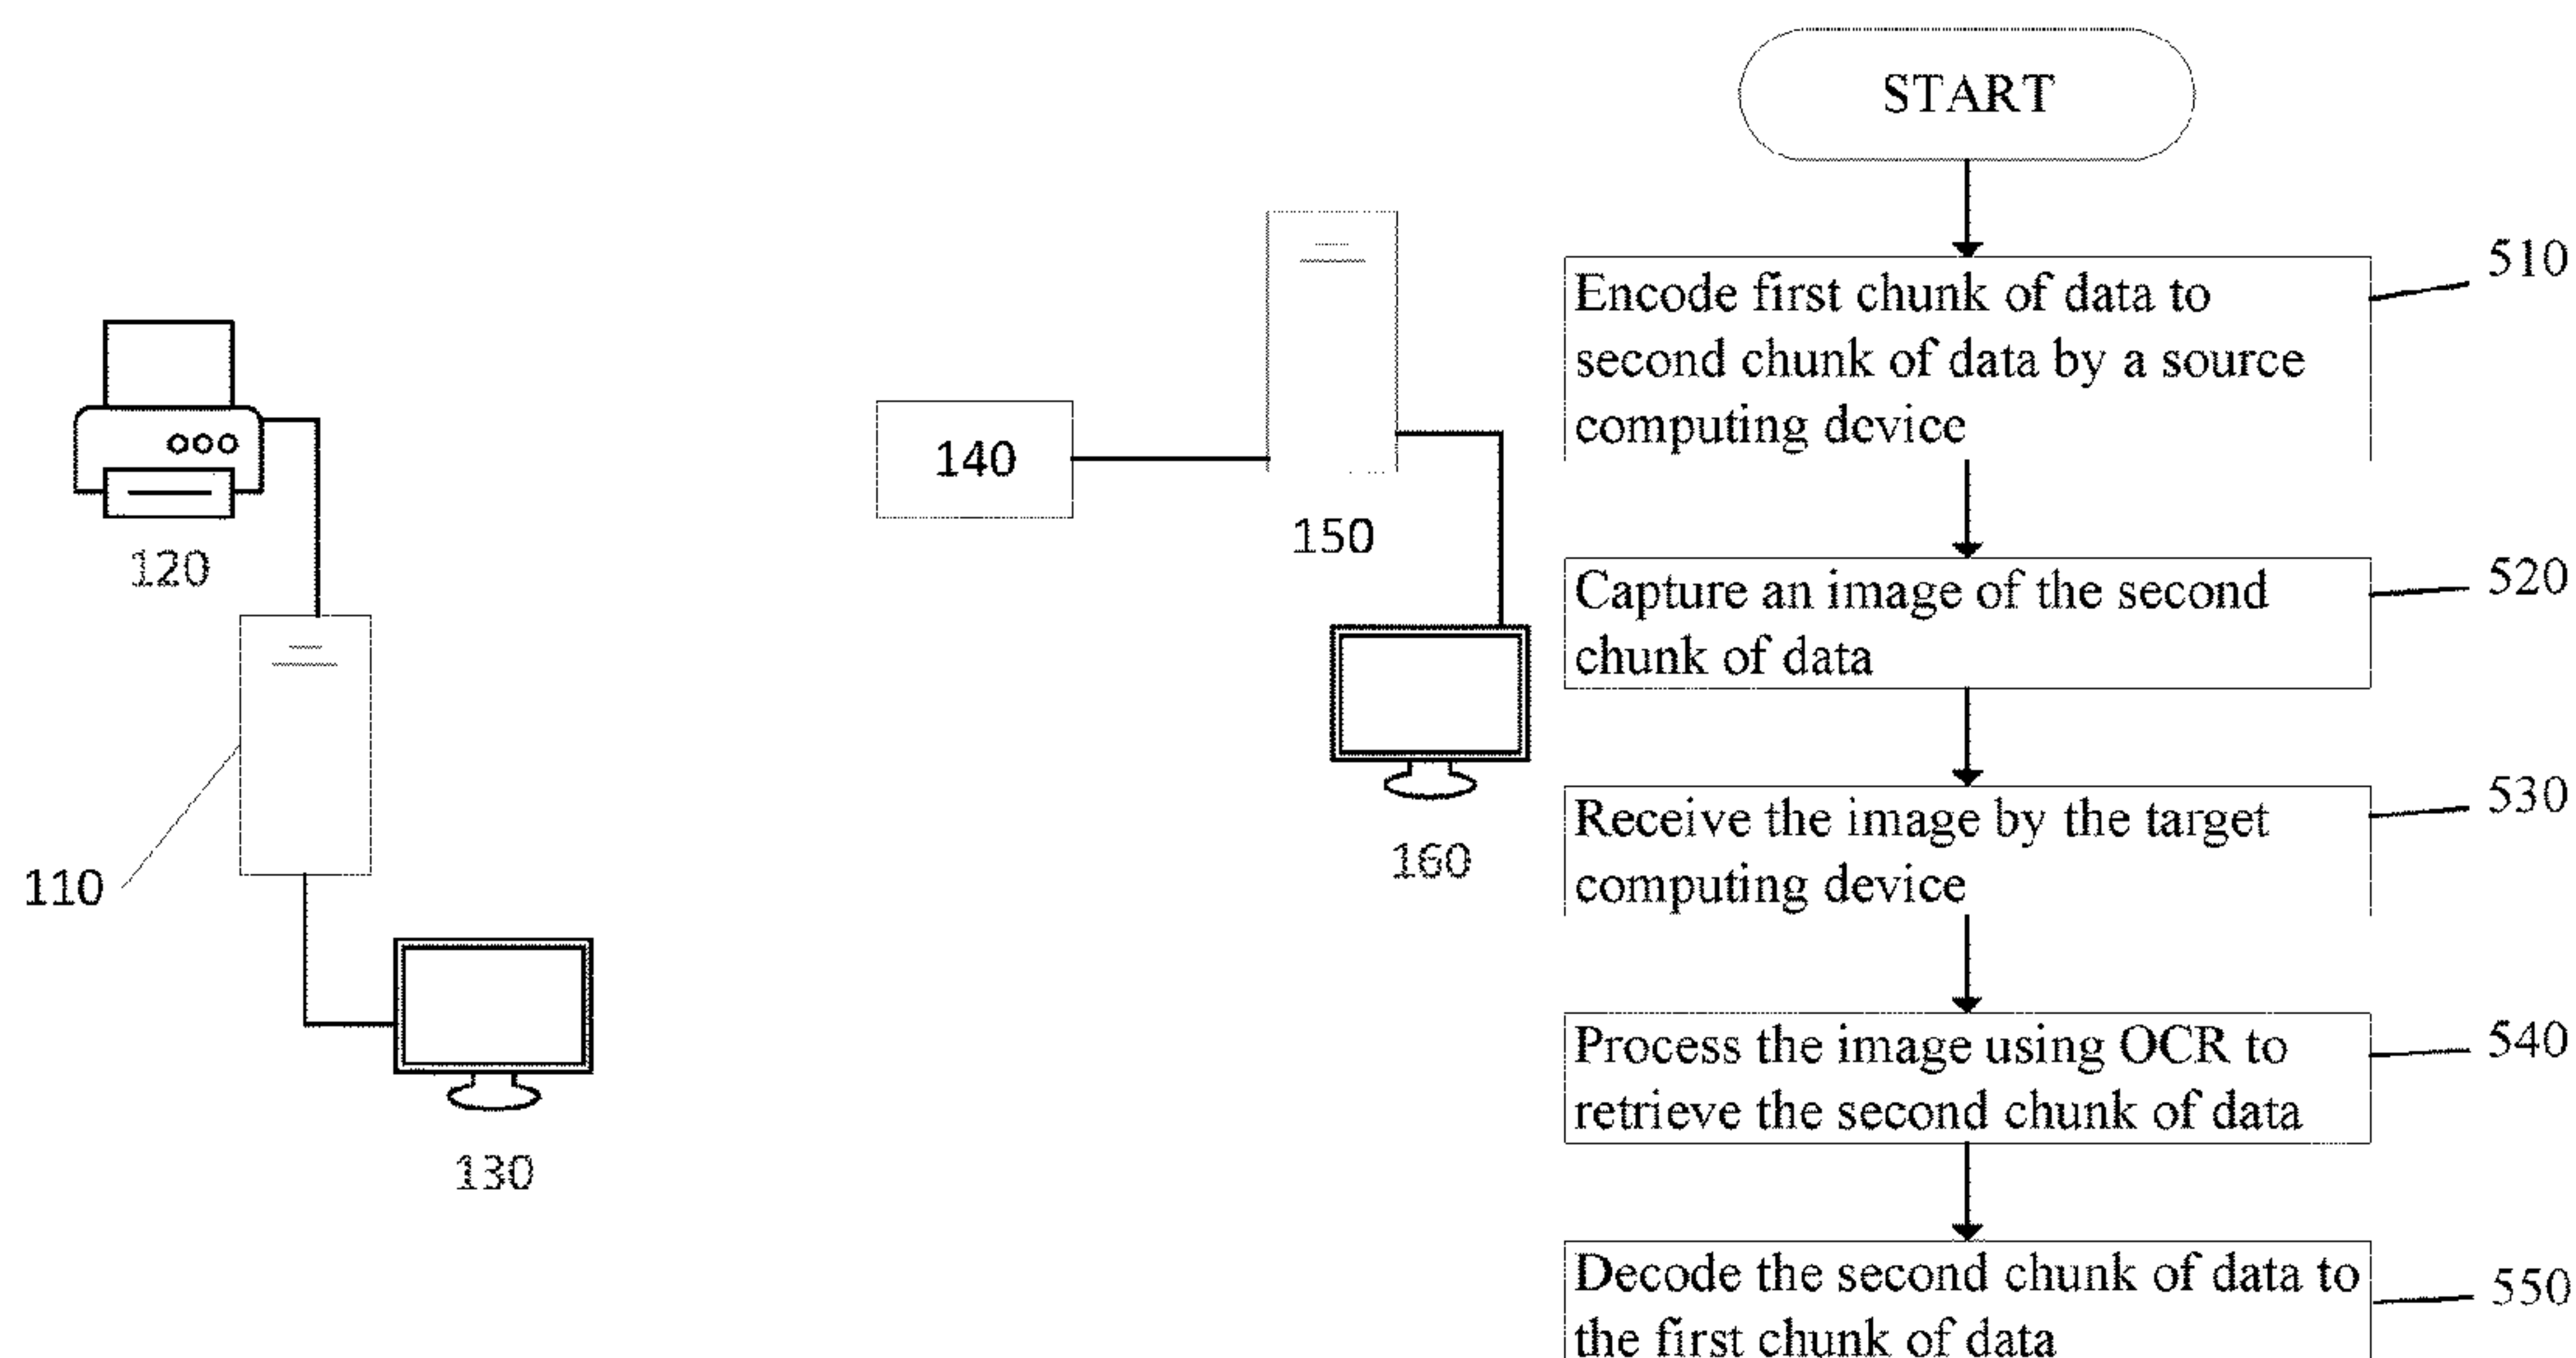 120
110
130
140
150
160
START
Encode first chunk of data to
second chunk of data by a source
computing device
510
Capture an image of the second
chunk of data
520
Receive the image by the target
computing device
530
Process the image using OCR to
retrieve the second chunk of data
540
Decode the second chunk of data to
the first chunk of data
550